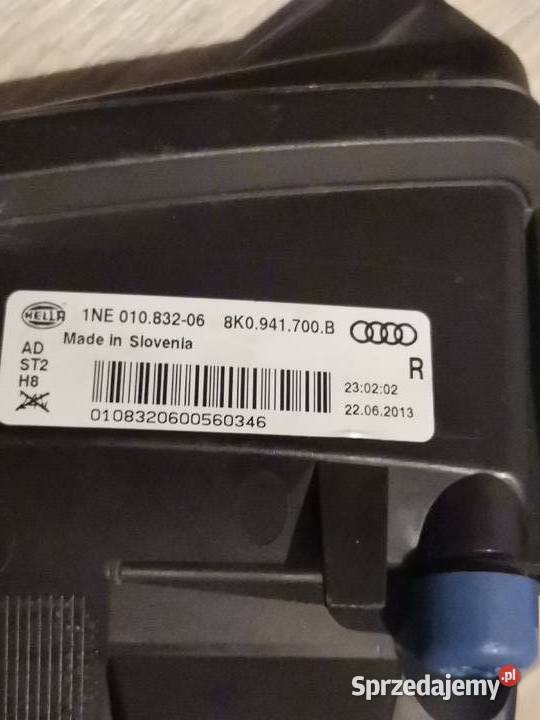 HELLA 1NE 010.832-06 8K0.941.700.B
Made in Slovenia
AD
ST2
H8
R
23:02:02
22.06.2013
0108320600560346
Sprzedajemy.pl